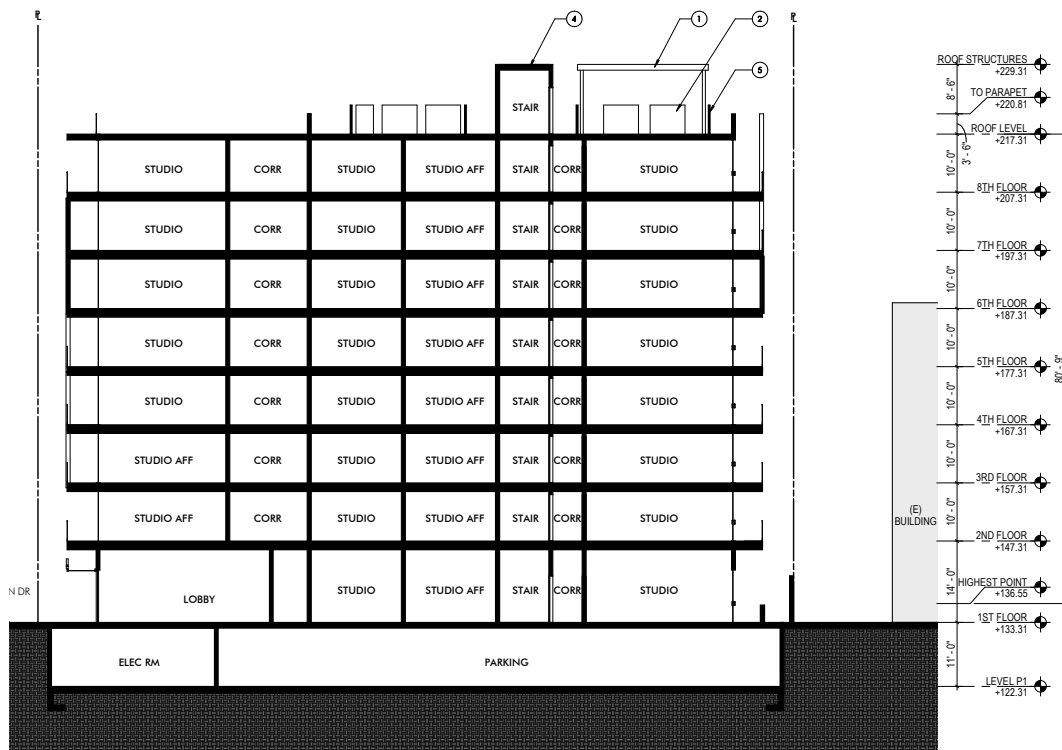 PL PL
4 1 2
5
STAIR
STUDIO CORR STUDIO STUDIO AFF STAIR CORR STUDIO
STUDIO CORR STUDIO STUDIO AFF STAIR CORR STUDIO
STUDIO CORR STUDIO STUDIO AFF STAIR CORR STUDIO
STUDIO CORR STUDIO STUDIO AFF STAIR CORR STUDIO
STUDIO CORR STUDIO STUDIO AFF STAIR CORR STUDIO
STUDIO AFF CORR STUDIO STUDIO AFF STAIR CORR STUDIO
STUDIO AFF CORR STUDIO STUDIO AFF STAIR CORR STUDIO
N DR
LOBBY STUDIO STUDIO AFF STAIR CORR STUDIO
ELEC RM PARKING
(E)
BUILDING
ROOF STRUCTURES
+229.31
8' - 6"
TO PARAPET
+220.81
3' - 6"
ROOF LEVEL
+217.31
10' - 0"
8TH FLOOR
+207.31
10' - 0"
7TH FLOOR
+197.31
10' - 0"
6TH FLOOR
+187.31
10' - 0"
5TH FLOOR
+177.31
10' - 0"
4TH FLOOR
+167.31
10' - 0"
3RD FLOOR
+157.31
10' - 0"
2ND FLOOR
+147.31
14' - 0"
HIGHEST POINT
+136.55
1ST FLOOR
+133.31
11' - 0"
LEVEL P1
+122.31
80' - 9"